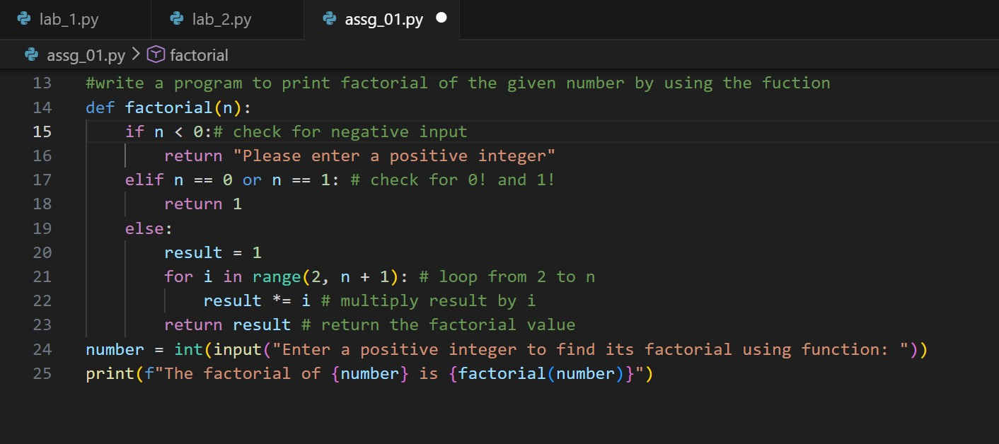 lab_1.py lab_2.py assg_01.py
assg_01.py > factorial
13 #write a program to print factorial of the given number by using the fuction
14 def factorial(n):
15     if n < 0:# check for negative input
16         return "Please enter a positive integer"
17     elif n == 0 or n == 1: # check for 0! and 1!
18         return 1
19     else:
20         result = 1
21         for i in range(2, n + 1): # loop from 2 to n
22             result *= i # multiply result by i
23         return result # return the factorial value
24 number = int(input("Enter a positive integer to find its factorial using function: "))
25 print(f"The factorial of {number} is {factorial(number)}")